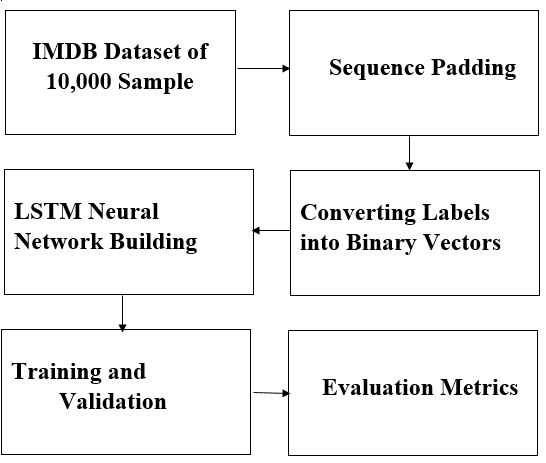 IMDB Dataset of
10,000 Sample
Sequence Padding
Converting Labels
into Binary Vectors
LSTM Neural
Network Building
Training and
Validation
Evaluation Metrics